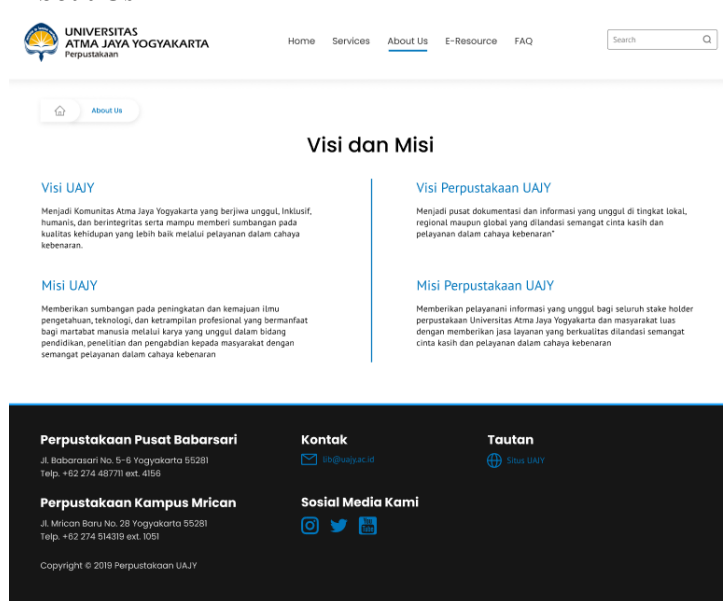 UNIVERSITAS
ATMA JAYA YOGYAKARTA
Perpustakaan
Home Services About Us E-Resource FAQ
Search
About Us
Visi dan Misi
Visi UAJY
Menjadi Komunitas Atma Jaya Yogyakarta yang berjiwa unggul, Inklusif,
humanis, dan berintegritas serta mampu memberi sumbangan pada
kualitas kehidupan yang lebih baik melalui pelayanan dalam cahaya
kebenaran.
Misi UAJY
Memberikan sumbangan pada peningkatan dan kemajuan ilmu
pengetahuan, teknologi, dan ketrampilan profesional yang bermanfaat
bagi martabat manusia melalui karya yang unggul dalam bidang
pendidikan, penelitian dan pengabdian kepada masyarakat dengan
semangat pelayanan dalam cahaya kebenaran
Visi Perpustakaan UAJY
Menjadi pusat dokumentasi dan informasi yang unggul di tingkat lokal,
regional maupun global yang dilandasi semangat cinta kasih dan
pelayanan dalam cahaya kebenaran"
Misi Perpustakaan UAJY
Memberikan pelayanani informasi yang unggul bagi seluruh stake holder
perpustakaan Universitas Atma Jaya Yogyakarta dan masyarakat luas
dengan memberikan jasa layanan yang berkualitas dilandasi semangat
cinta kasih dan pelayanan dalam cahaya kebenaran
Perpustakaan Pusat Babarsari
Jl. Babarasari No. 5-6 Yogyakarta 55281
Telp. +62 274 487711 ext. 4156
Perpustakaan Kampus Mrican
Jl. Mrican Baru No. 28 Yogyakarta 55281
Telp. +62 274 514319 ext. 1051
Copyright © 2019 Perpustakaan UAJY
Kontak
lib@uajy.ac.id
Sosial Media Kami
You
Tube
Tautan
Situs UAJY